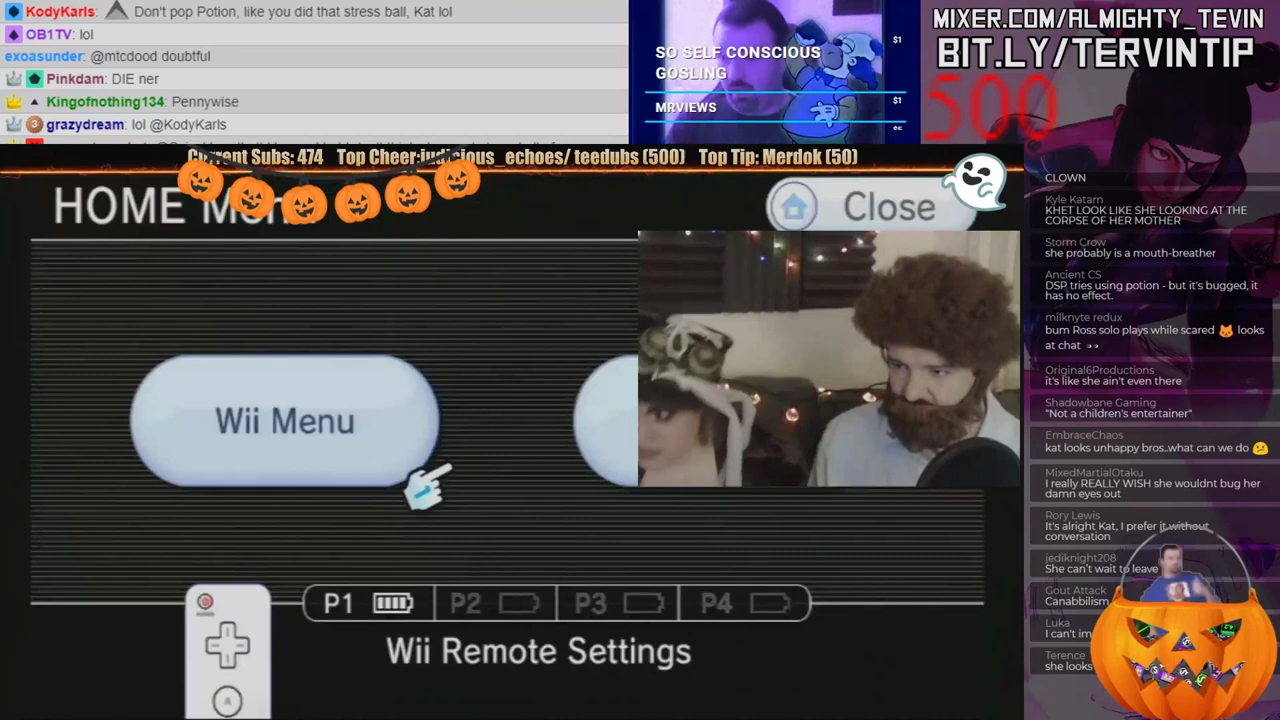 KodyKarls: Don't pop Potion, like you did that stress ball, Kat lol
OB1TV: lol
exoasunder: @mtcdood doubtful
Pinkdam: DIE ner
Kingofnothing134: Pennywise
grazydream: lol @KodyKarls
SO SELF CONSCIOUS
GOSLING
$1
MRVIEWS
$1
MIXER.COM/ALMIGHTY_TEVIN
BIT.LY/TERVINTIP
500
Current Subs: 474 Top Cheer:judicious_echoes/ teedubs (500) Top Tip: Merdok (50)
HOME Men
Close
Wii Menu
P1
P2
P3
P4
Wii Remote Settings
A
CLOWN
Kyle Katarn
KHET LOOK LIKE SHE LOOKING AT THE
CORPSE OF HER MOTHER
Storm Crow
she probably is a mouth-breather
Ancient CS
DSP tries using potion - but it's bugged, it
has no effect.
milknyte redux
bum Ross solo plays while scared looks
at chat
Original6Productions
it's like she ain't even there
Shadowbane Gaming
"Not a children's entertainer"
EmbraceChaos
kat looks unhappy bros..what can we do
MixedMartialOtaku
I really REALLY WISH she wouldnt bug her
damn eyes out
Rory Lewis
It's alright Kat, I prefer it without
conversation
jediknight208
She can't wait to leave
Gout Attack
Canabbilism
Luka
I can't im
Terence
she looks